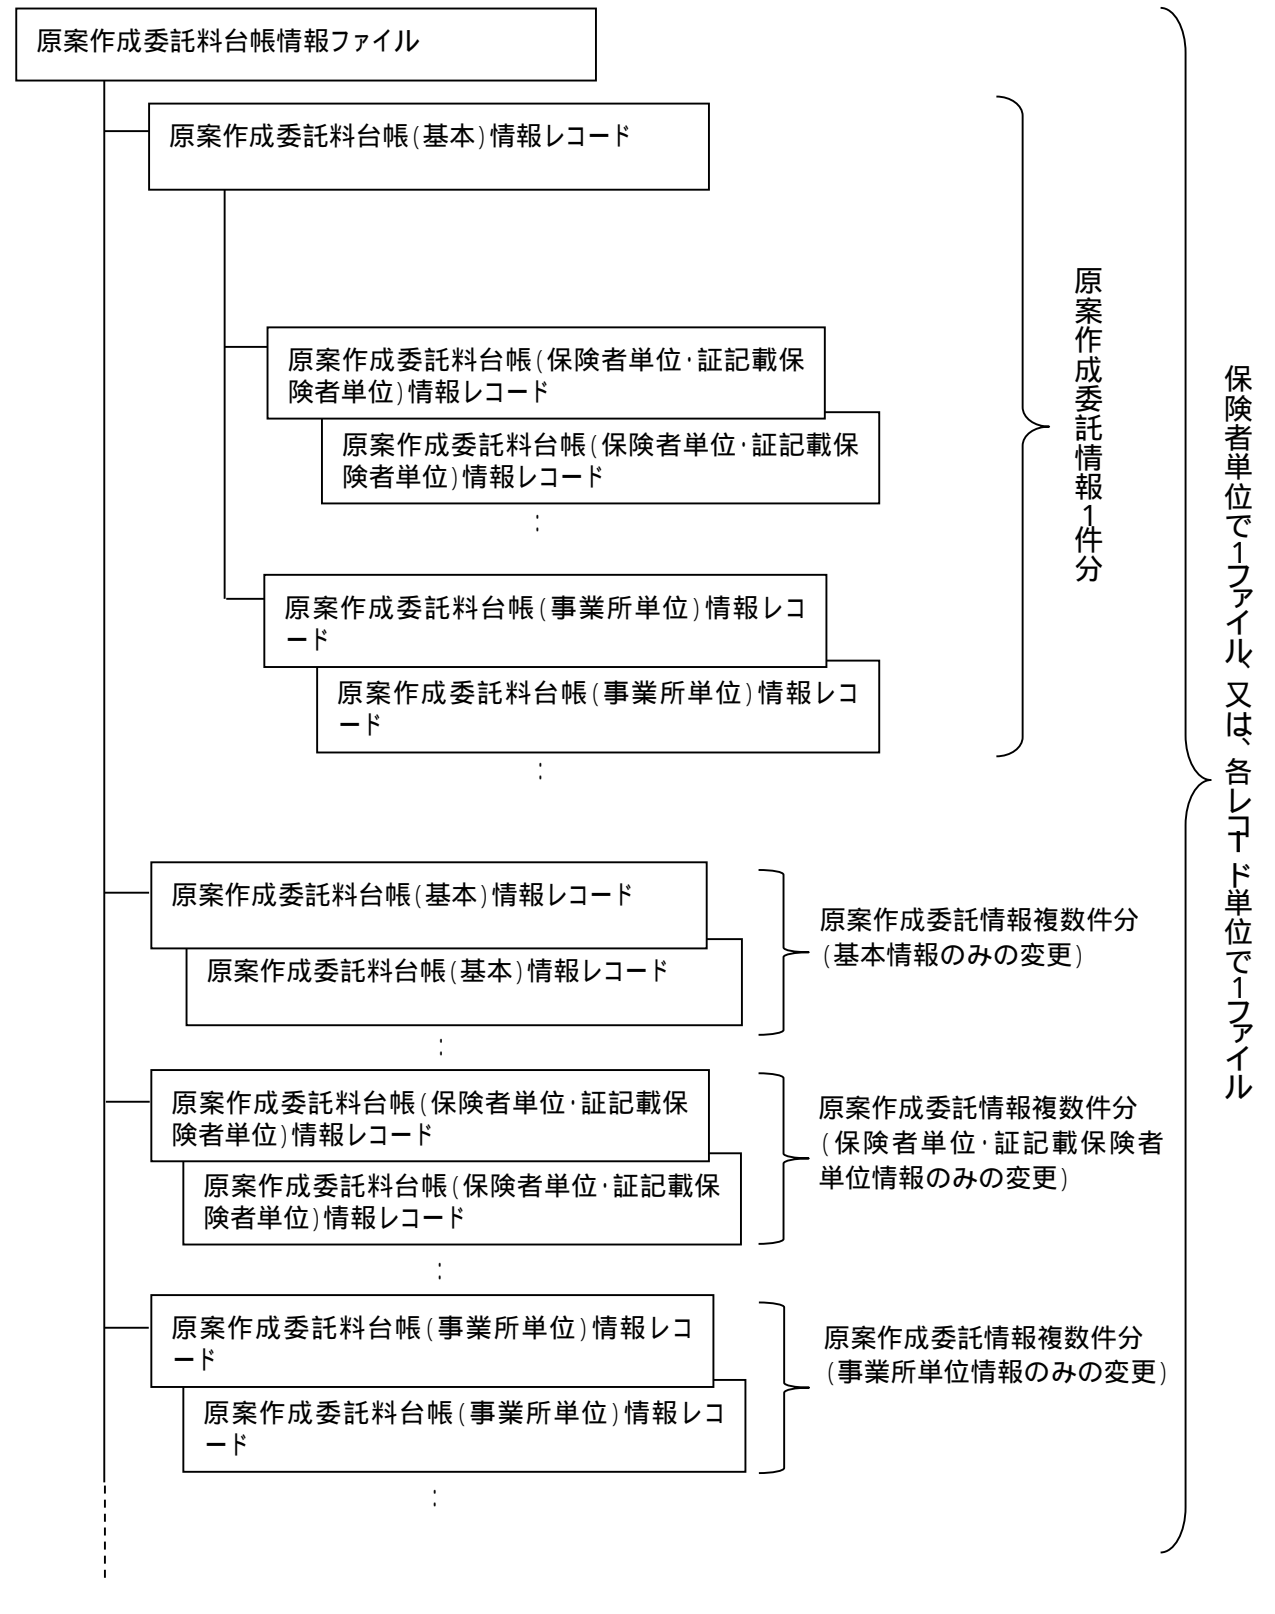 原案作成委託料台帳情報ファイル
原案作成委託料台帳(基本)情報レコード
原案作成委託料台帳(保険者単位・証記載保
険者単位)情報レコード
原案作成委託料台帳(保険者単位・証記載保
険者単位)情報レコード
:
原案作成委託料台帳(事業所単位)情報レコ
ード
原案作成委託料台帳(事業所単位)情報レコ
ード
:
原案作成委託情報1件分
原案作成委託料台帳(基本)情報レコード
原案作成委託料台帳(基本)情報レコード
:
原案作成委託情報複数件分
(基本情報のみの変更)
原案作成委託料台帳(保険者単位・証記載保
険者単位)情報レコード
原案作成委託料台帳(保険者単位・証記載保
険者単位)情報レコード
:
原案作成委託情報複数件分
(保険者単位・証記載保険者
単位情報のみの変更)
原案作成委託料台帳(事業所単位)情報レコ
ード
原案作成委託料台帳(事業所単位)情報レコ
ード
:
原案作成委託情報複数件分
(事業所単位情報のみの変更)
保険者単位で1ファイル、又は、各レコード単位で1ファイル